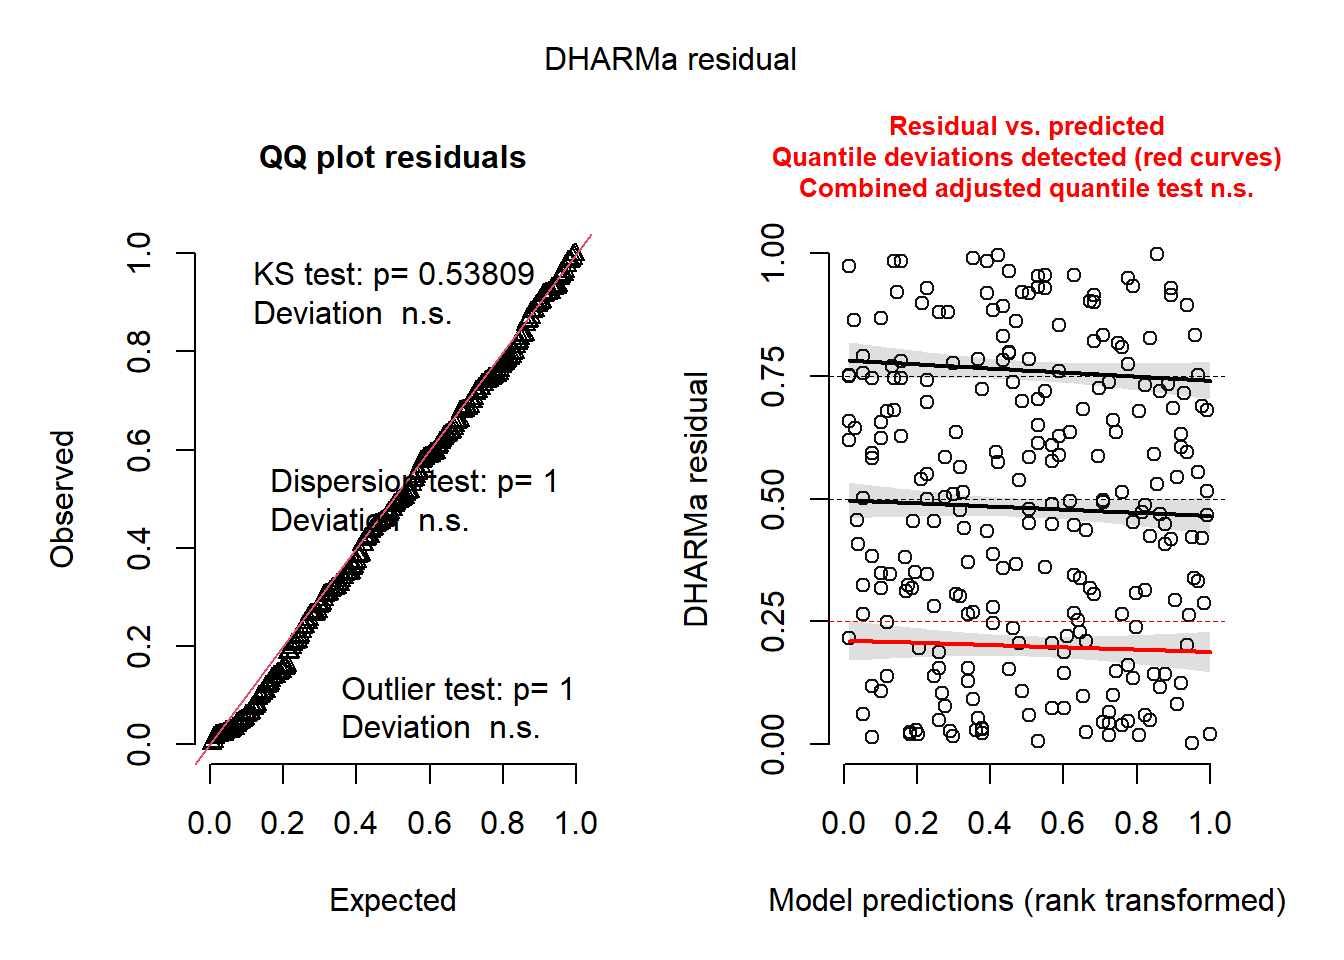 DHARMa residual
QQ plot residuals
KS test: p= 0.53809
Deviation  n.s.
Dispersion test: p= 1
Deviation  n.s.
Outlier test: p= 1
Deviation  n.s.
Observed
0.0
0.2
0.4
0.6
0.8
1.0
0.0 0.2 0.4 0.6 0.8 1.0
Expected
Residual vs. predicted
Quantile deviations detected (red curves)
Combined adjusted quantile test n.s.
DHARMa residual
0.00
0.25
0.50
0.75
1.00
0.0 0.2 0.4 0.6 0.8 1.0
Model predictions (rank transformed)